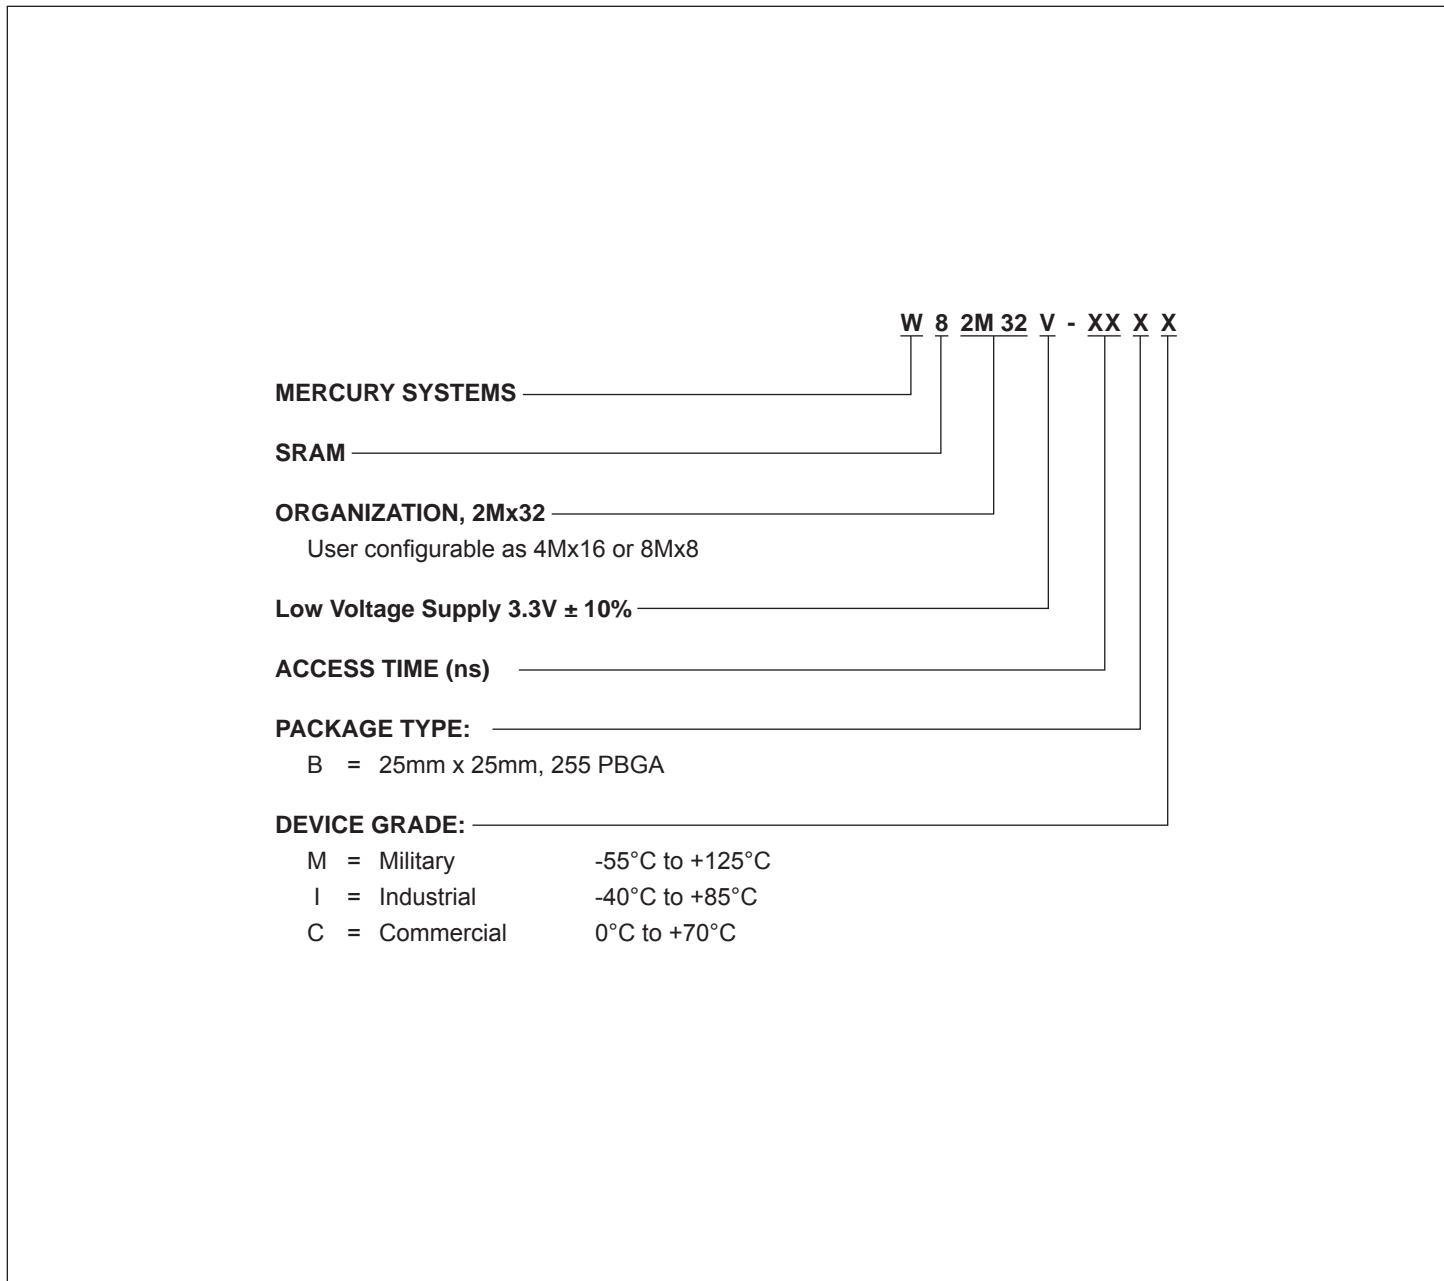 W 8 2M 32 V - XX X X
MERCURY SYSTEMS
SRAM
ORGANIZATION, 2Mx32
User configurable as 4Mx16 or 8Mx8
Low Voltage Supply 3.3V ± 10%
ACCESS TIME (ns)
PACKAGE TYPE:
B = 25mm x 25mm, 255 PBGA
DEVICE GRADE:
M = Military -55°C to +125°C
I = Industrial -40°C to +85°C
C = Commercial 0°C to +70°C